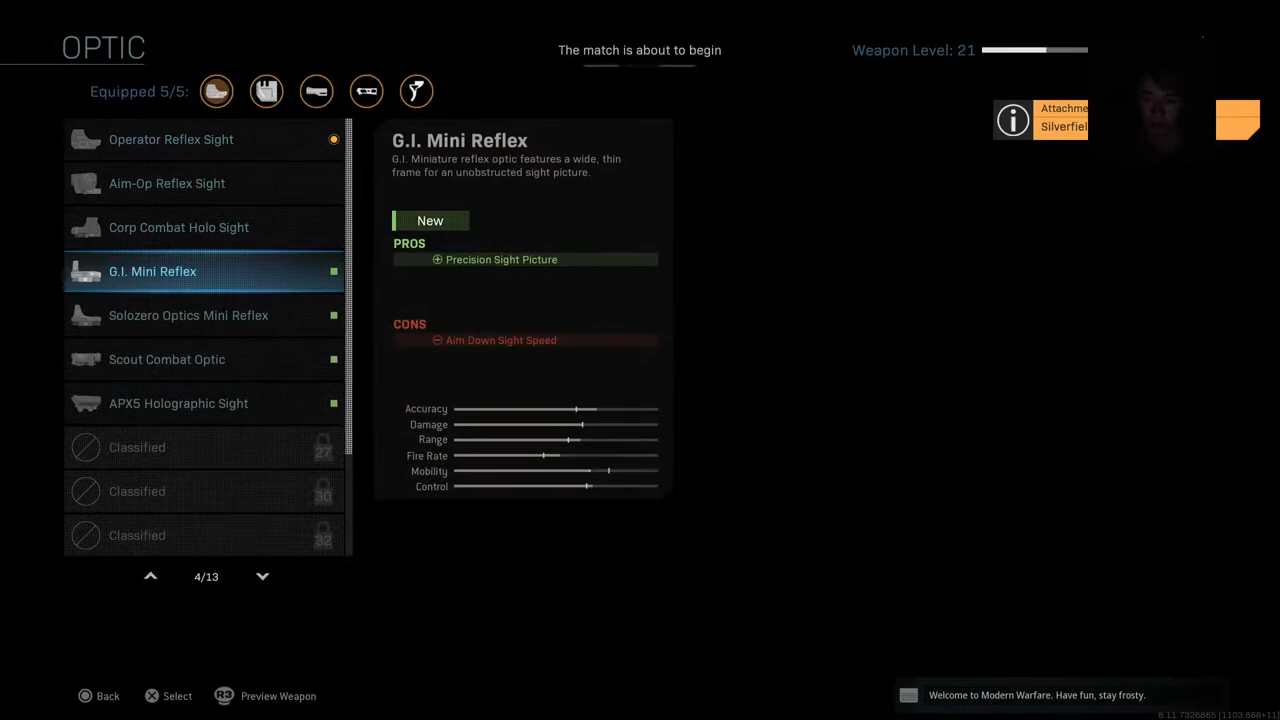 OPTIC
The match is about to begin
Weapon Level: 21
Equipped 5/5:
Attachme
Silverfiel
Operator Reflex Sight
Aim-Op Reflex Sight
Corp Combat Holo Sight
G.I. Mini Reflex
Solozero Optics Mini Reflex
Scout Combat Optic
APX5 Holographic Sight
Classified 27
Classified 30
Classified 32
4/13
G.I. Mini Reflex
G.I. Miniature reflex optic features a wide, thin
frame for an unobstructed sight picture.
New
PROS
Precision Sight Picture
CONS
Aim Down Sight Speed
Accuracy
Damage
Range
Fire Rate
Mobility
Control
Back
Select
R3 Preview Weapon
Welcome to Modern Warfare. Have fun, stay frosty.